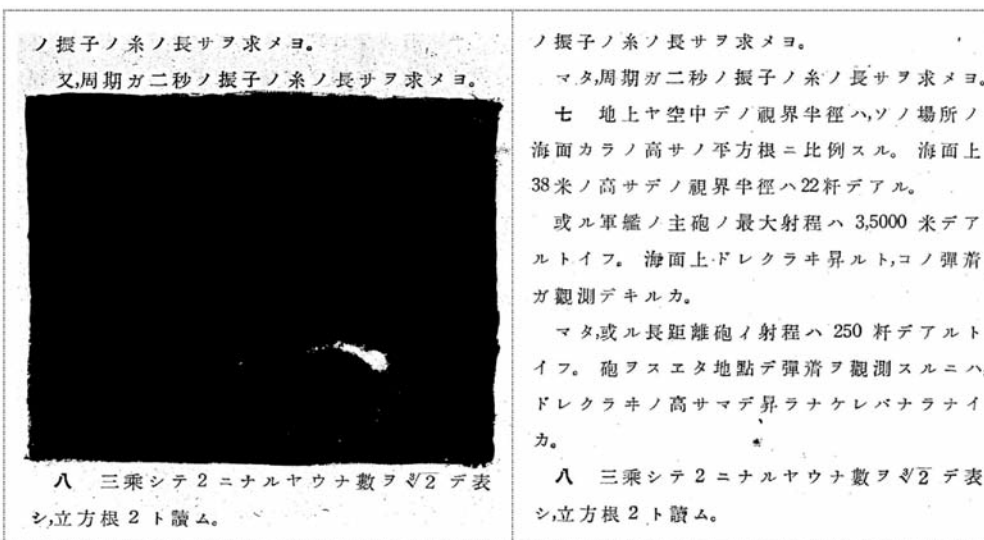 ノ振子ノ糸ノ長サヲ求メヨ。
又,周期ガ二秒ノ振子ノ糸ノ長サヲ求メヨ。
八 三乗シテ 2 ニナルヤウナ數ヲ ∛2 デ表
シ,立方根 2 ト讀ム。
ノ振子ノ糸ノ長サヲ求メヨ。
マタ,周期ガ二秒ノ振子ノ糸ノ長サヲ求メヨ。
七 地上ヤ空中デノ視界半徑ハ,ソノ場所ノ
海面カラノ高サノ平方根ニ比例スル。 海面上
38米ノ高サデノ視界半徑ハ22粁デアル。
或ル軍艦ノ主砲ノ最大射程ハ 3,5000 米デア
ルトイフ。 海面上ドレクラヰ昇ルト,コノ彈着
ガ觀測デキルカ。
マタ,或ル長距離砲ィ射程ハ 250 粁デアルト
イフ。 砲ヲスヱタ地點デ彈着ヲ觀測スルニハ,
ドレクラヰノ高サマデ昇ラナケレバナラナイ
カ。
八 三乗シテ 2 ニナルヤウナ數ヲ ∛2 デ表
シ,立方根 2 ト讀ム。